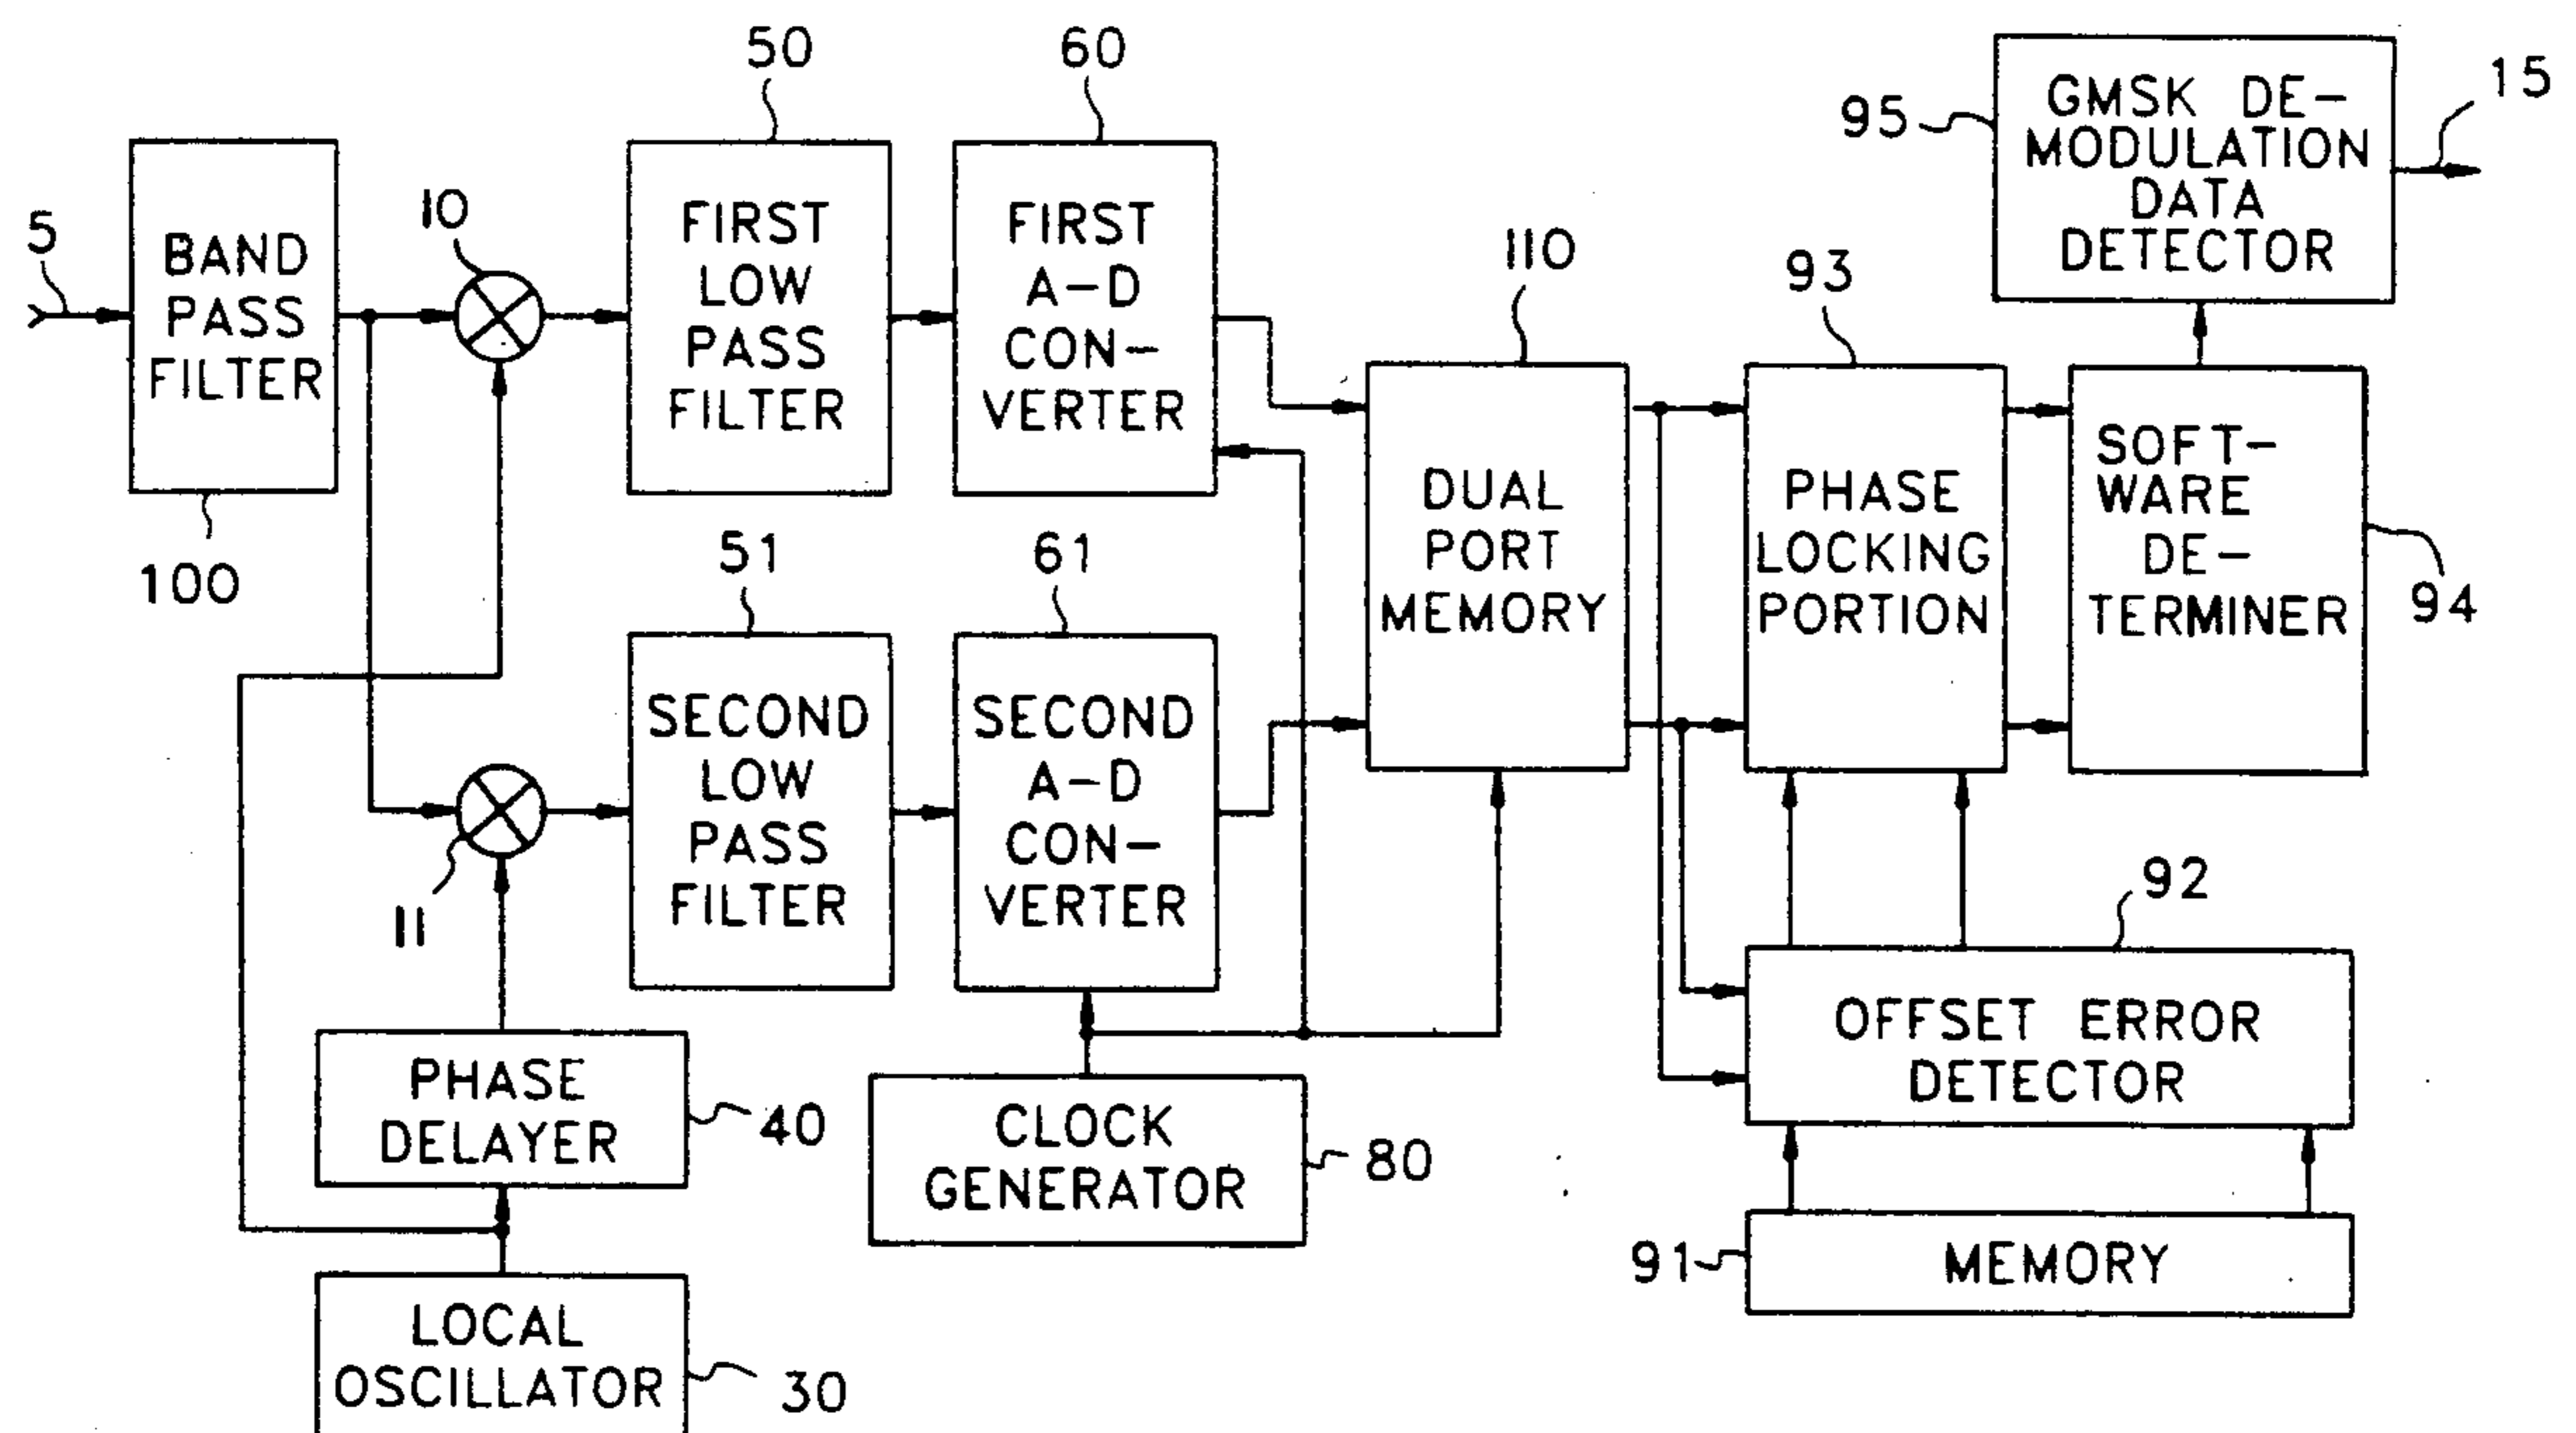 50
60
GMSK DE-
MODULATION
DATA
DETECTOR
95
15
5
BAND
PASS
FILTER
100
10
FIRST
LOW
PASS
FILTER
FIRST
A-D
CON-
VERTER
110
DUAL
PORT
MEMORY
93
PHASE
LOCKING
PORTION
SOFT-
WARE
DE-
TERMINER
94
51
61
11
SECOND
LOW
PASS
FILTER
SECOND
A-D
CON-
VERTER
92
OFFSET ERROR
DETECTOR
PHASE
DELAYER
40
CLOCK
GENERATOR
80
91
MEMORY
LOCAL
OSCILLATOR
30